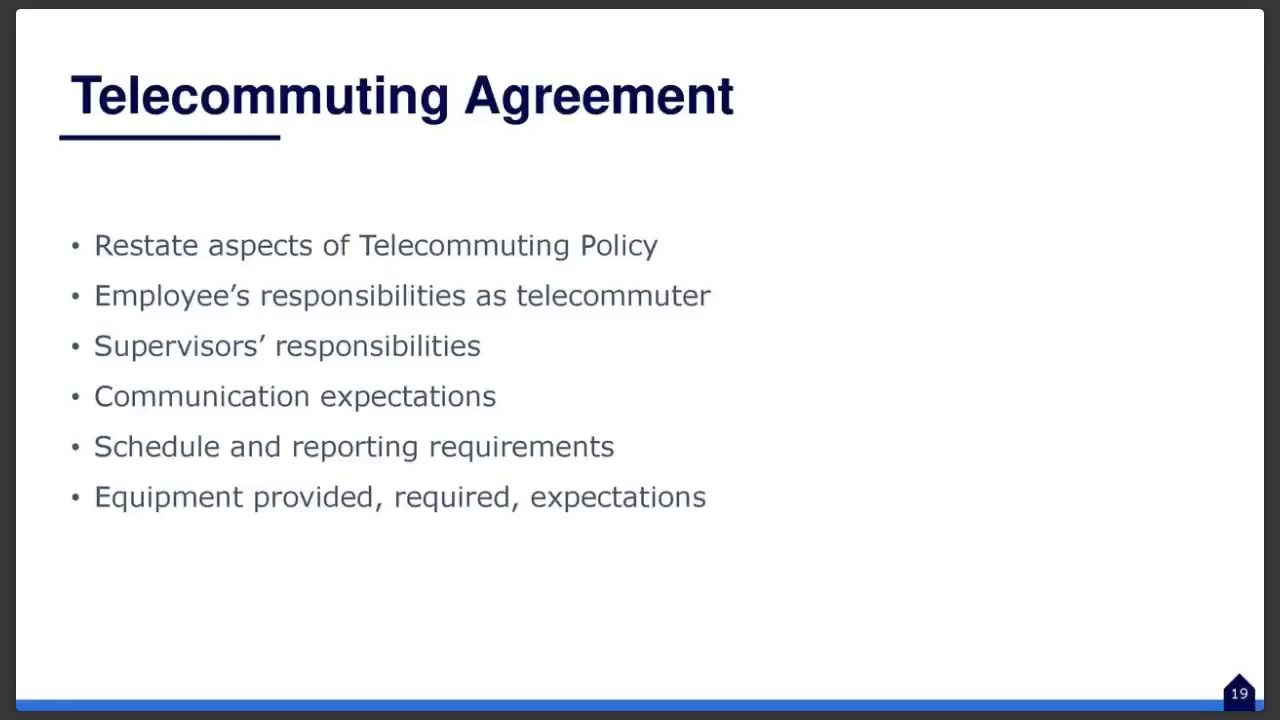 Telecommuting Agreement
• Restate aspects of Telecommuting Policy
• Employee’s responsibilities as telecommuter
• Supervisors’ responsibilities
• Communication expectations
• Schedule and reporting requirements
• Equipment provided, required, expectations
19